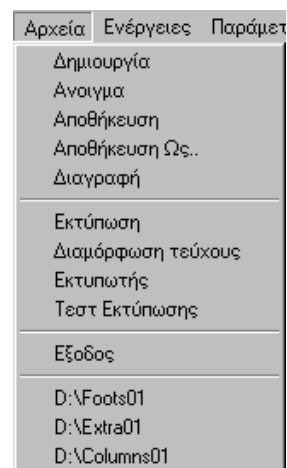 Αρχεία Ενέργειες Παράμετ
Δημιουργία
Ανοιγμα
Αποθήκευση
Αποθήκευση Ως..
Διαγραφή
Εκτύπωση
Διαμόρφωση τεύχους
Εκτυπωτής
Τεστ Εκτύπωσης
Εξοδος
D:\Foots01
D:\Extra01
D:\Columns01